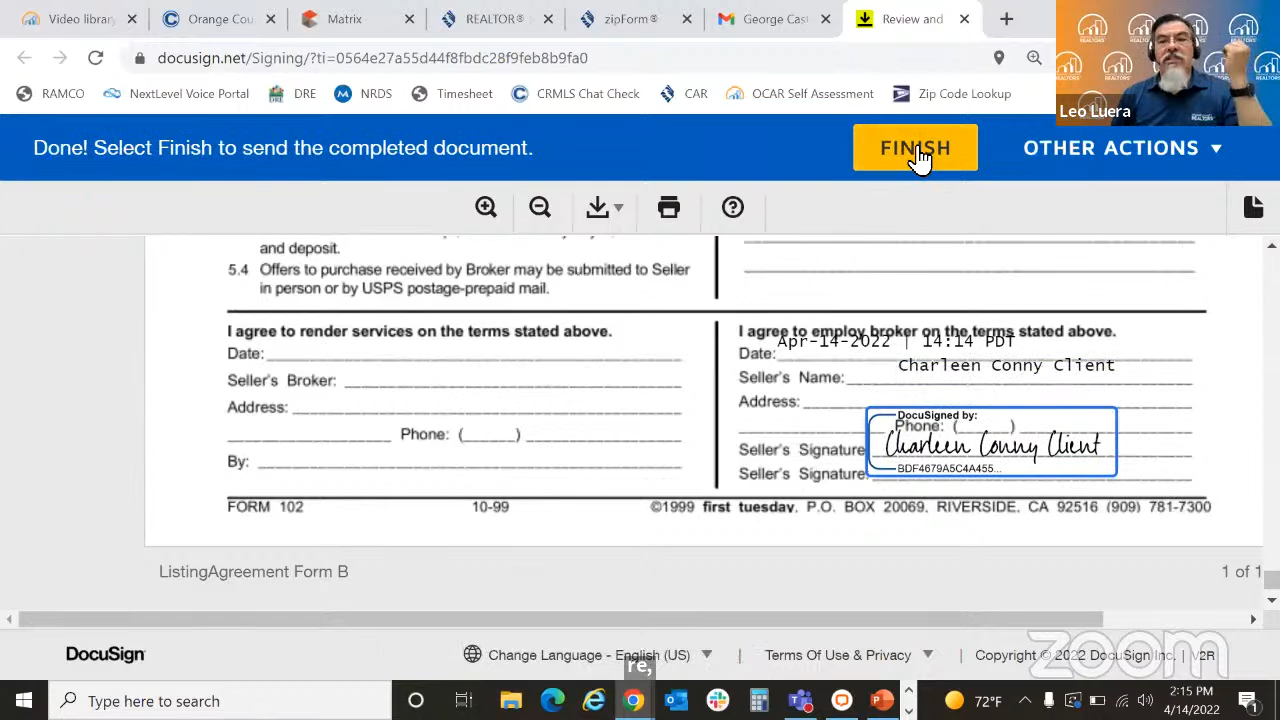 Video library
Orange Cou
Matrix
REALTOR®
zipForm®
George Cast
Review and
docusign.net/Signing/?ti=0564e27a55d44f8fbdc28f9feb8b9fa0
RAMCO
NextLevel Voice Portal
DRE
NRDS
Timesheet
CRMLS Chat Check
CAR
OCAR Self Assessment
Zip Code Lookup
Leo Luera
Done! Select Finish to send the completed document.
FINISH
OTHER ACTIONS
and deposit.
5.4 Offers to purchase received by Broker may be submitted to Seller
in person or by USPS postage-prepaid mail.
I agree to render services on the terms stated above.
Date:
Seller's Broker:
Address:
Phone: ( )
By:
I agree to employ broker on the terms stated above.
Apr-14-2022 | 14:14 PDT
Date:
Charleen Conny Client
Seller's Name:
Address:
DocuSigned by:
Phone: ( )
Charleen Conny Client
Seller's Signature:
BDF4679A5C4A455...
Seller's Signature:
FORM 102 10-99 ©1999 first tuesday, P.O. BOX 20069, RIVERSIDE, CA 92516 (909) 781-7300
ListingAgreement Form B
1 of 1
DocuSign
Change Language - English (US) | Terms Of Use & Privacy | Copyright © 2022 DocuSign Inc. | V2R
re,
zoom
Type here to search
72°F
2:15 PM
4/14/2022